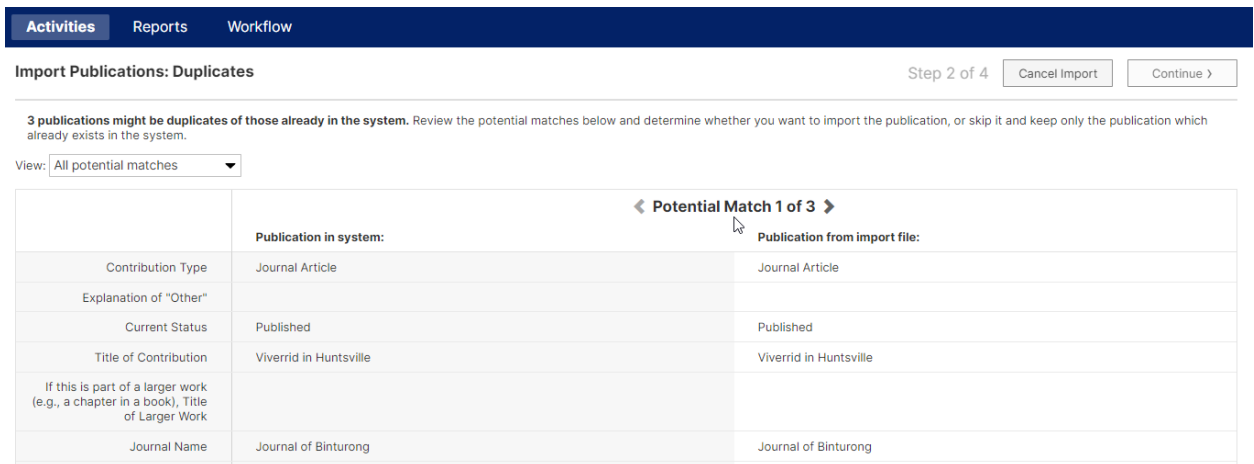 Activities Reports Workflow
Import Publications: Duplicates Step 2 of 4 Cancel Import Continue ›
3 publications might be duplicates of those already in the system. Review the potential matches below and determine whether you want to import the publication, or skip it and keep only the publication which
already exists in the system.
View: All potential matches
Potential Match 1 of 3
Publication in system: Publication from import file:
Contribution Type Journal Article Journal Article
Explanation of "Other"
Current Status Published Published
Title of Contribution Viverrid in Huntsville Viverrid in Huntsville
If this is part of a larger work
(e.g., a chapter in a book), Title
of Larger Work
Journal Name Journal of Binturong Journal of Binturong